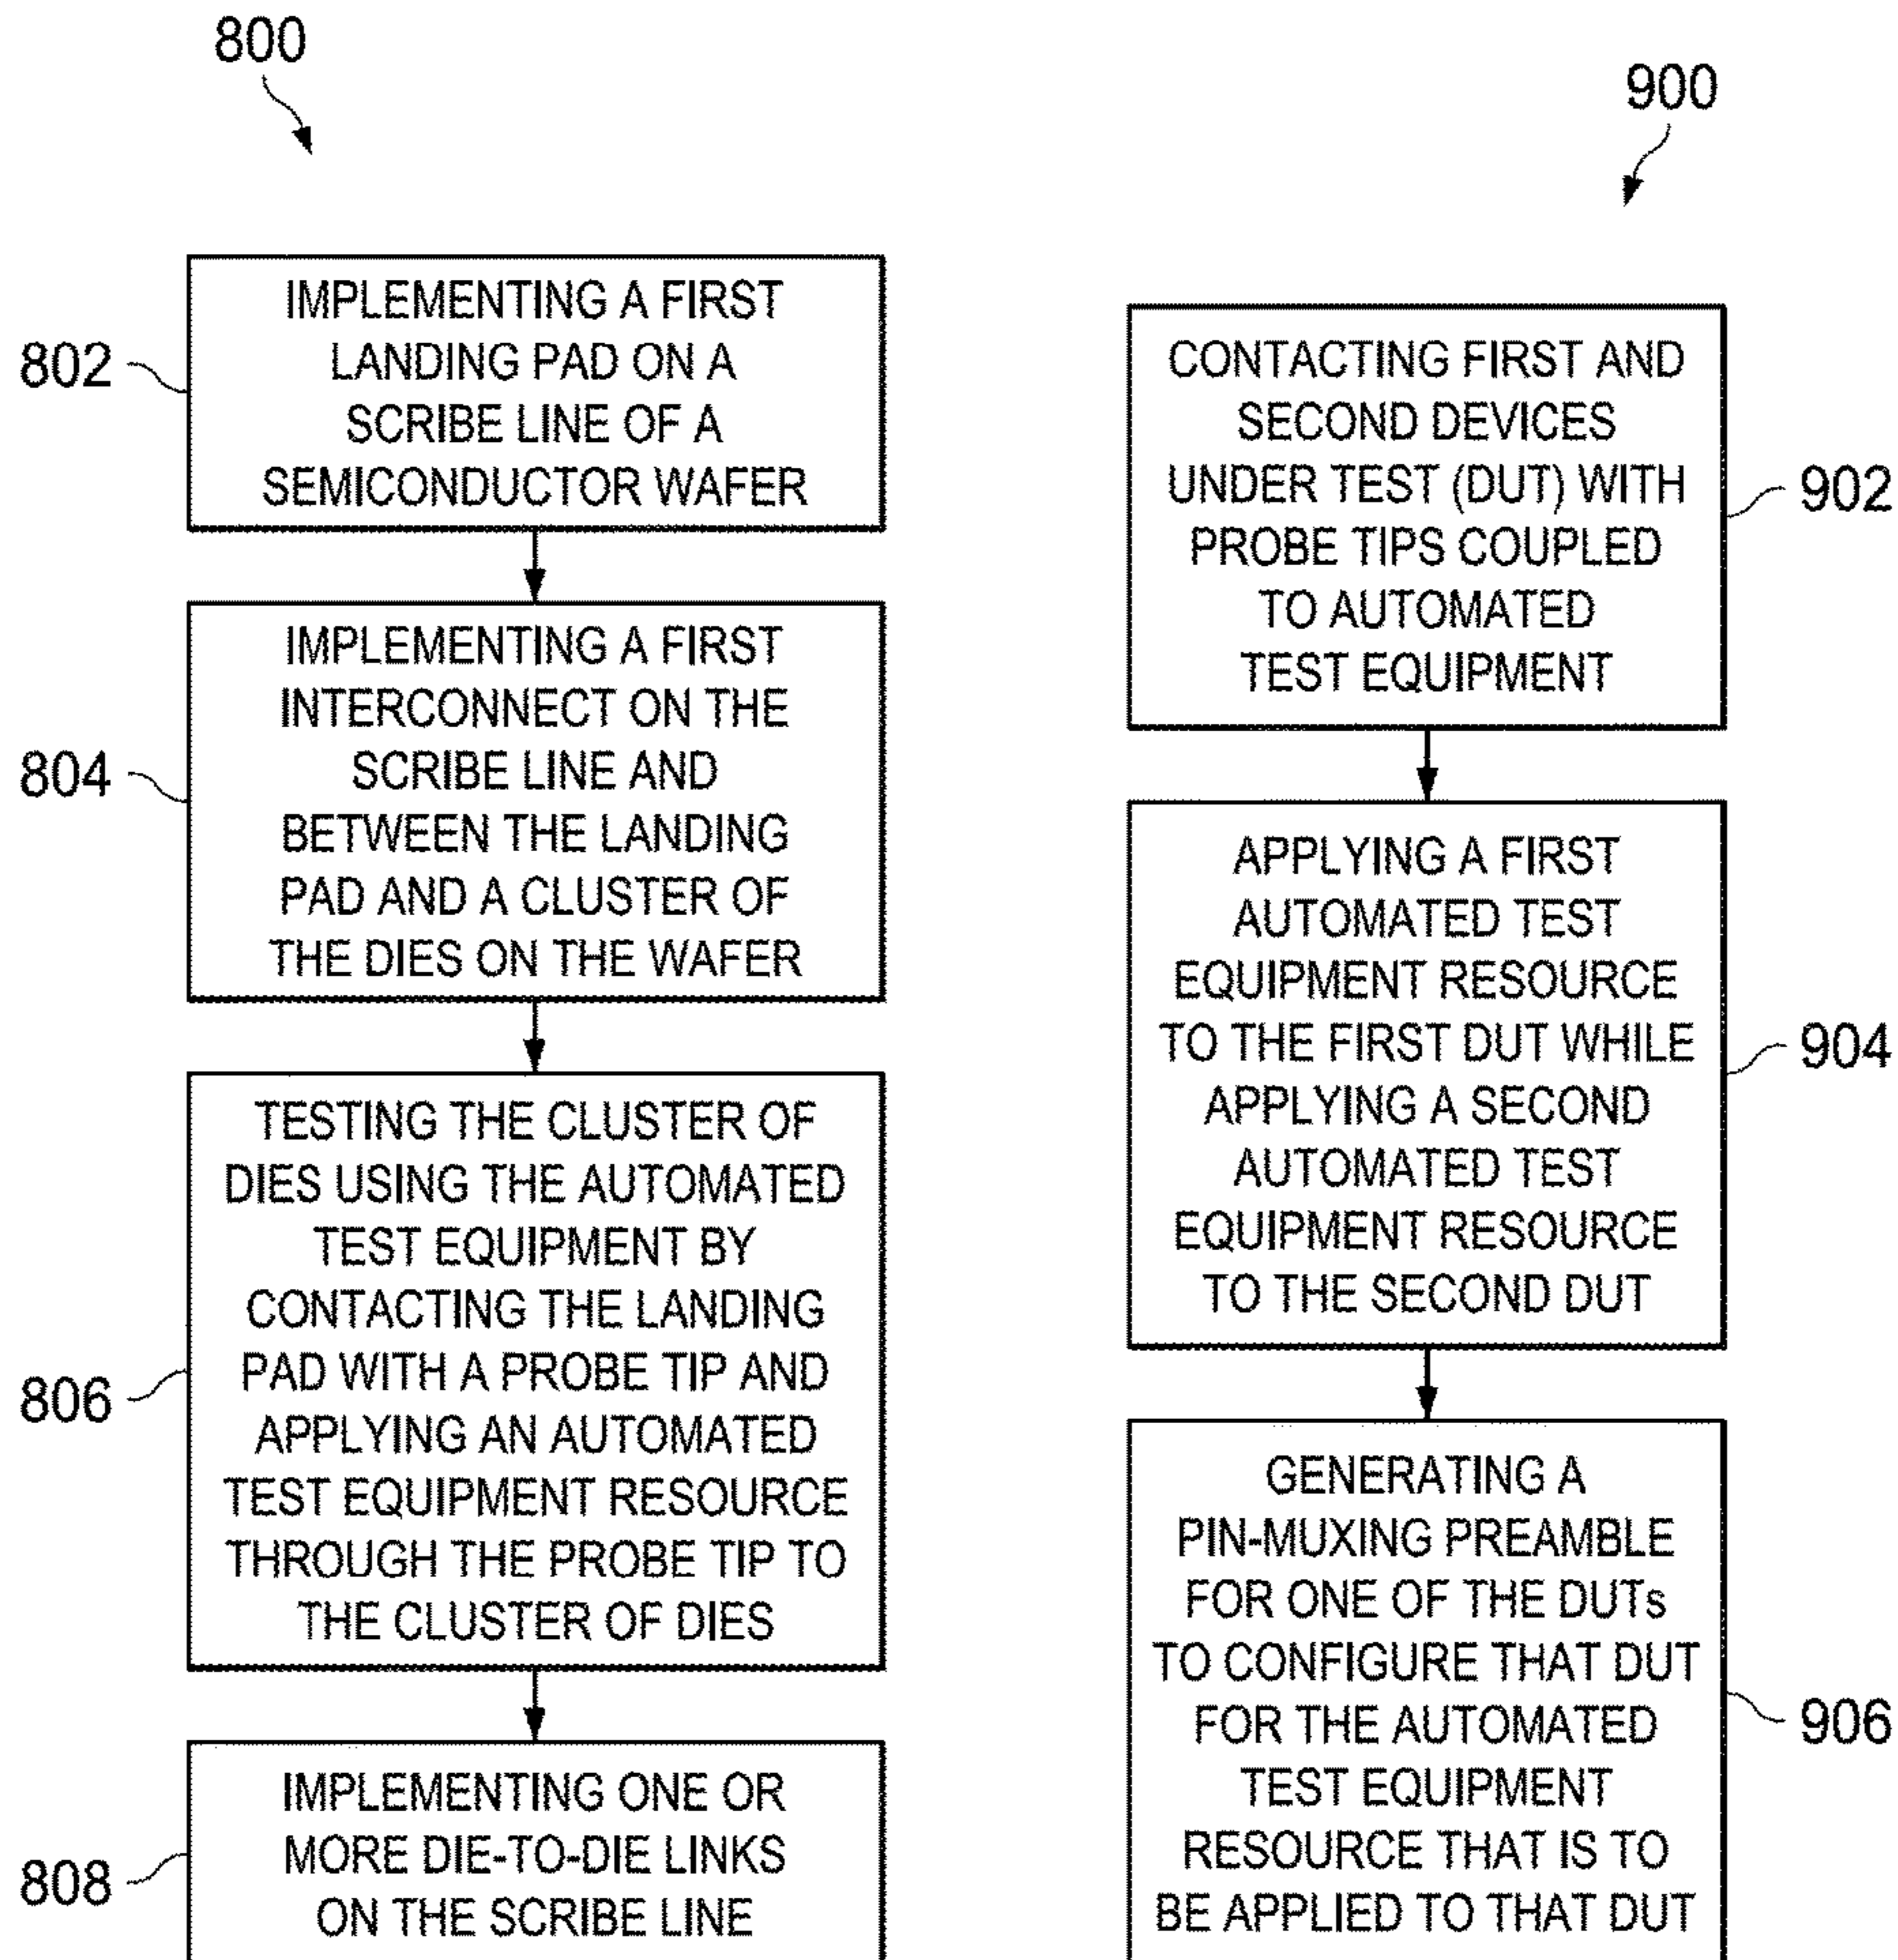 800
802
IMPLEMENTING A FIRST
LANDING PAD ON A
SCRIBE LINE OF A
SEMICONDUCTOR WAFER
804
IMPLEMENTING A FIRST
INTERCONNECT ON THE
SCRIBE LINE AND
BETWEEN THE LANDING
PAD AND A CLUSTER OF
THE DIES ON THE WAFER
806
TESTING THE CLUSTER OF
DIES USING THE AUTOMATED
TEST EQUIPMENT BY
CONTACTING THE LANDING
PAD WITH A PROBE TIP AND
APPLYING AN AUTOMATED
TEST EQUIPMENT RESOURCE
THROUGH THE PROBE TIP TO
THE CLUSTER OF DIES
808
IMPLEMENTING ONE OR
MORE DIE-TO-DIE LINKS
ON THE SCRIBE LINE
900
CONTACTING FIRST AND
SECOND DEVICES
UNDER TEST (DUT) WITH
PROBE TIPS COUPLED
TO AUTOMATED
TEST EQUIPMENT
902
APPLYING A FIRST
AUTOMATED TEST
EQUIPMENT RESOURCE
TO THE FIRST DUT WHILE
APPLYING A SECOND
AUTOMATED TEST
EQUIPMENT RESOURCE
TO THE SECOND DUT
904
GENERATING A
PIN-MUXING PREAMBLE
FOR ONE OF THE DUTs
TO CONFIGURE THAT DUT
FOR THE AUTOMATED
TEST EQUIPMENT
RESOURCE THAT IS TO
BE APPLIED TO THAT DUT
906